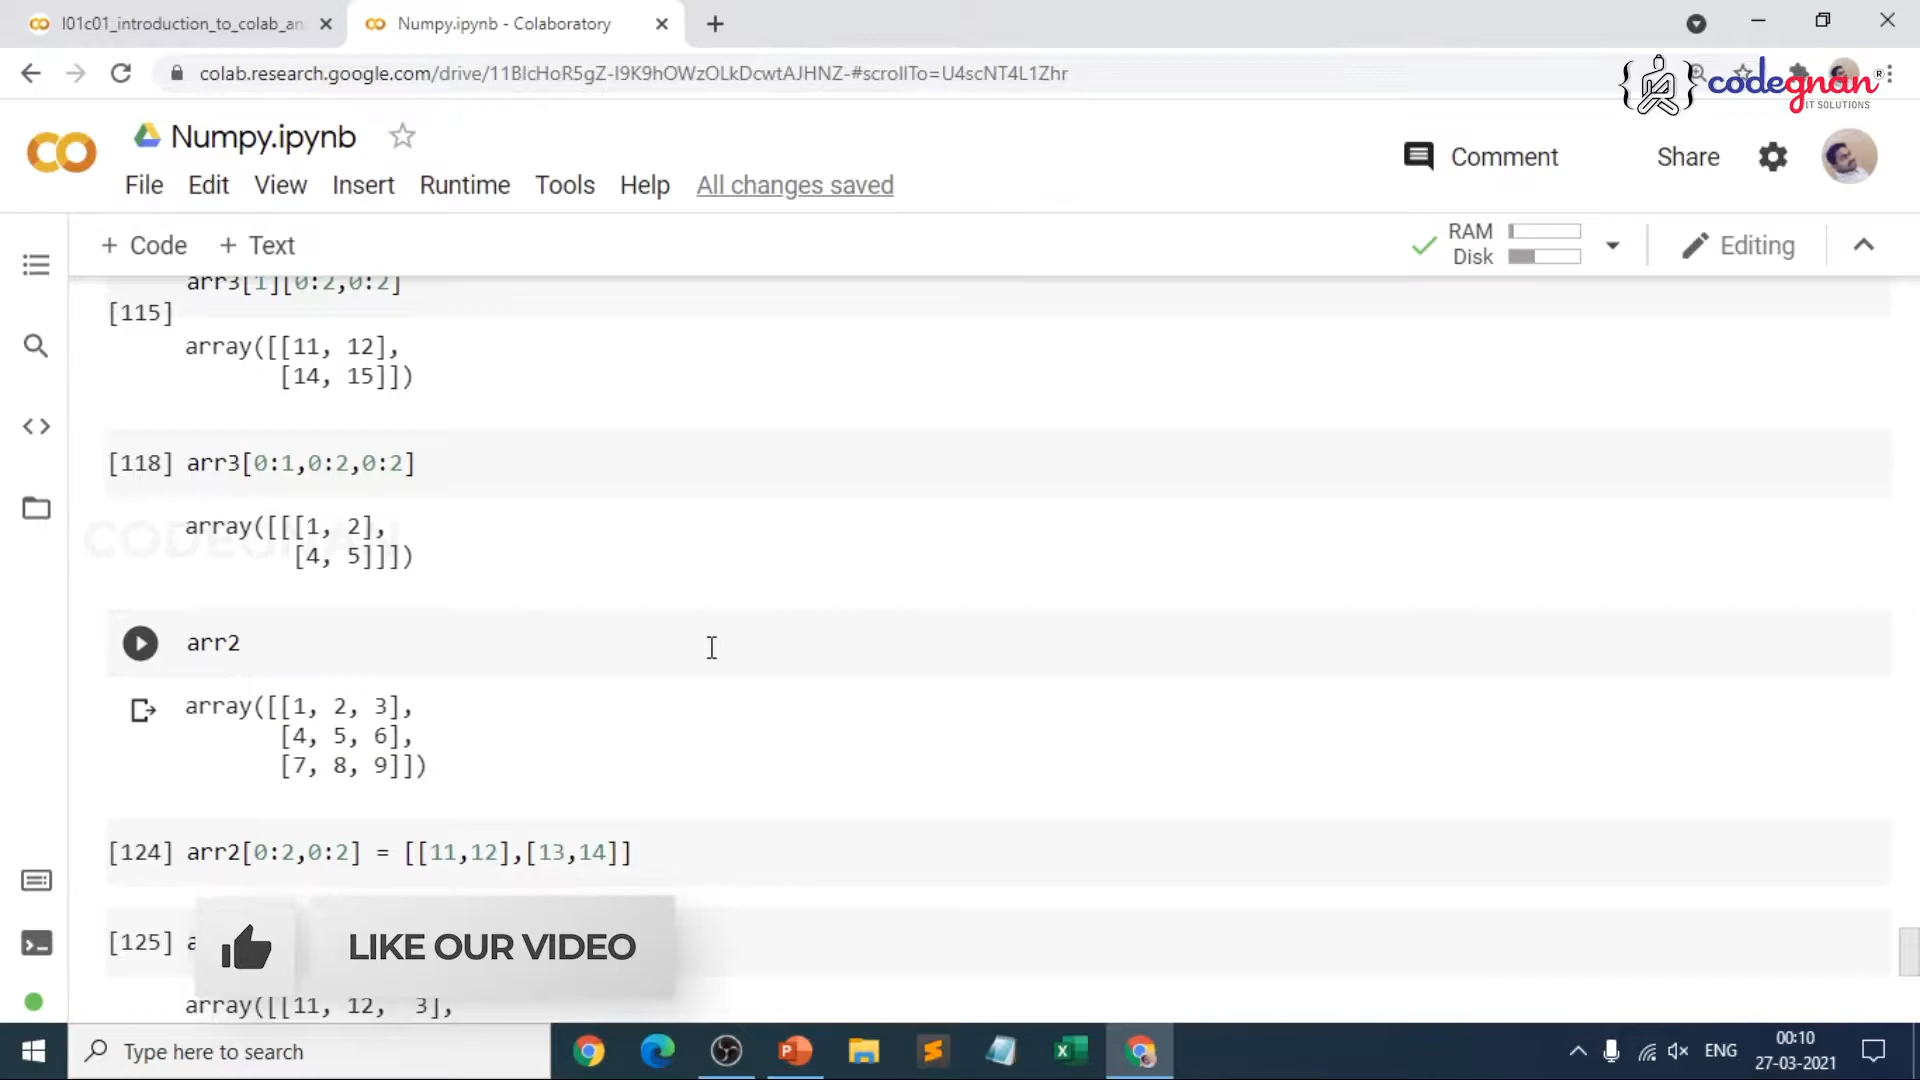 l01c01_introduction_to_colab_an
Numpy.ipynb - Colaboratory
colab.research.google.com/drive/11BlcHoR5gZ-I9K9hOWzOLkDcwtAJHNZ-#scrollTo=U4scNT4L1Zhr
codegnan®
IT SOLUTIONS
Numpy.ipynb
Comment
Share
File Edit View Insert Runtime Tools Help All changes saved
+ Code + Text
RAM
Disk
Editing
arr3[1][0:2,0:2]
[115]
array([[11, 12],
[14, 15]])
[118] arr3[0:1,0:2,0:2]
CODEGNAN
array([[[1, 2],
[4, 5]]])
arr2
array([[1, 2, 3],
[4, 5, 6],
[7, 8, 9]])
[124] arr2[0:2,0:2] = [[11,12],[13,14]]
[125] a
LIKE OUR VIDEO
array([[11, 12, 3],
Type here to search
ENG
00:10
27-03-2021